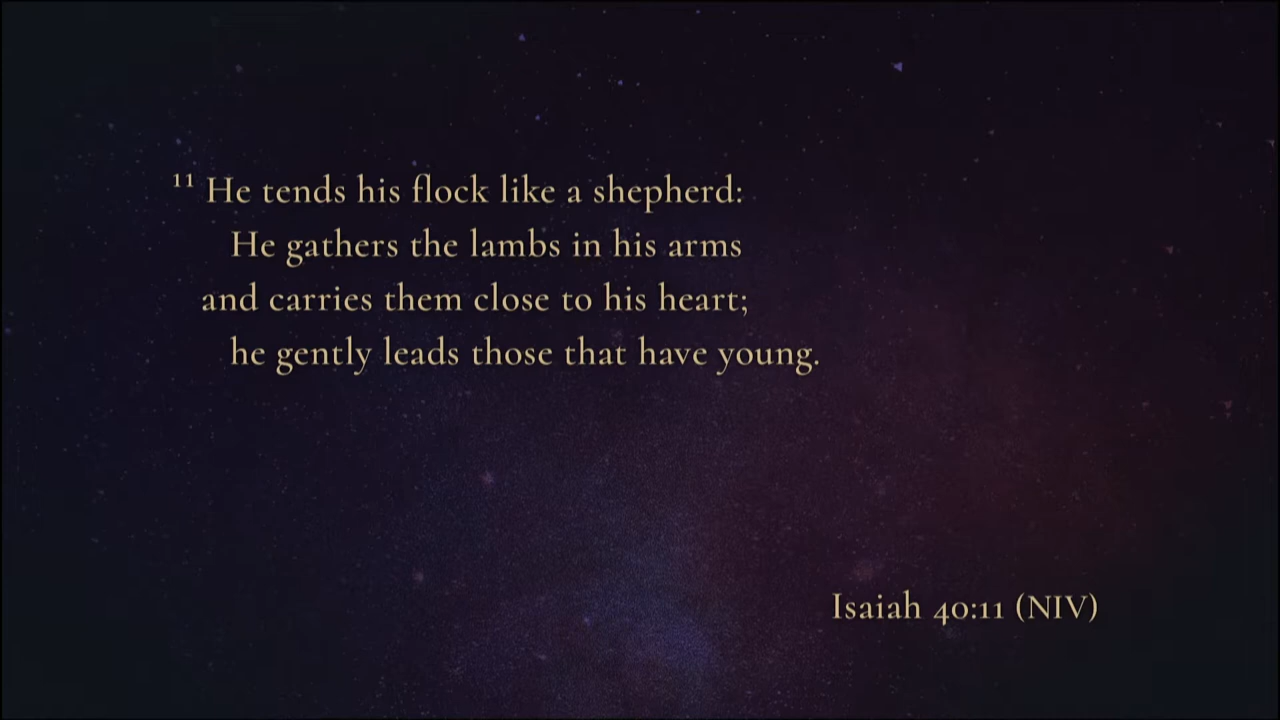 11 He tends his flock like a shepherd:
He gathers the lambs in his arms
and carries them close to his heart;
he gently leads those that have young.
Isaiah 40:11 (NIV)